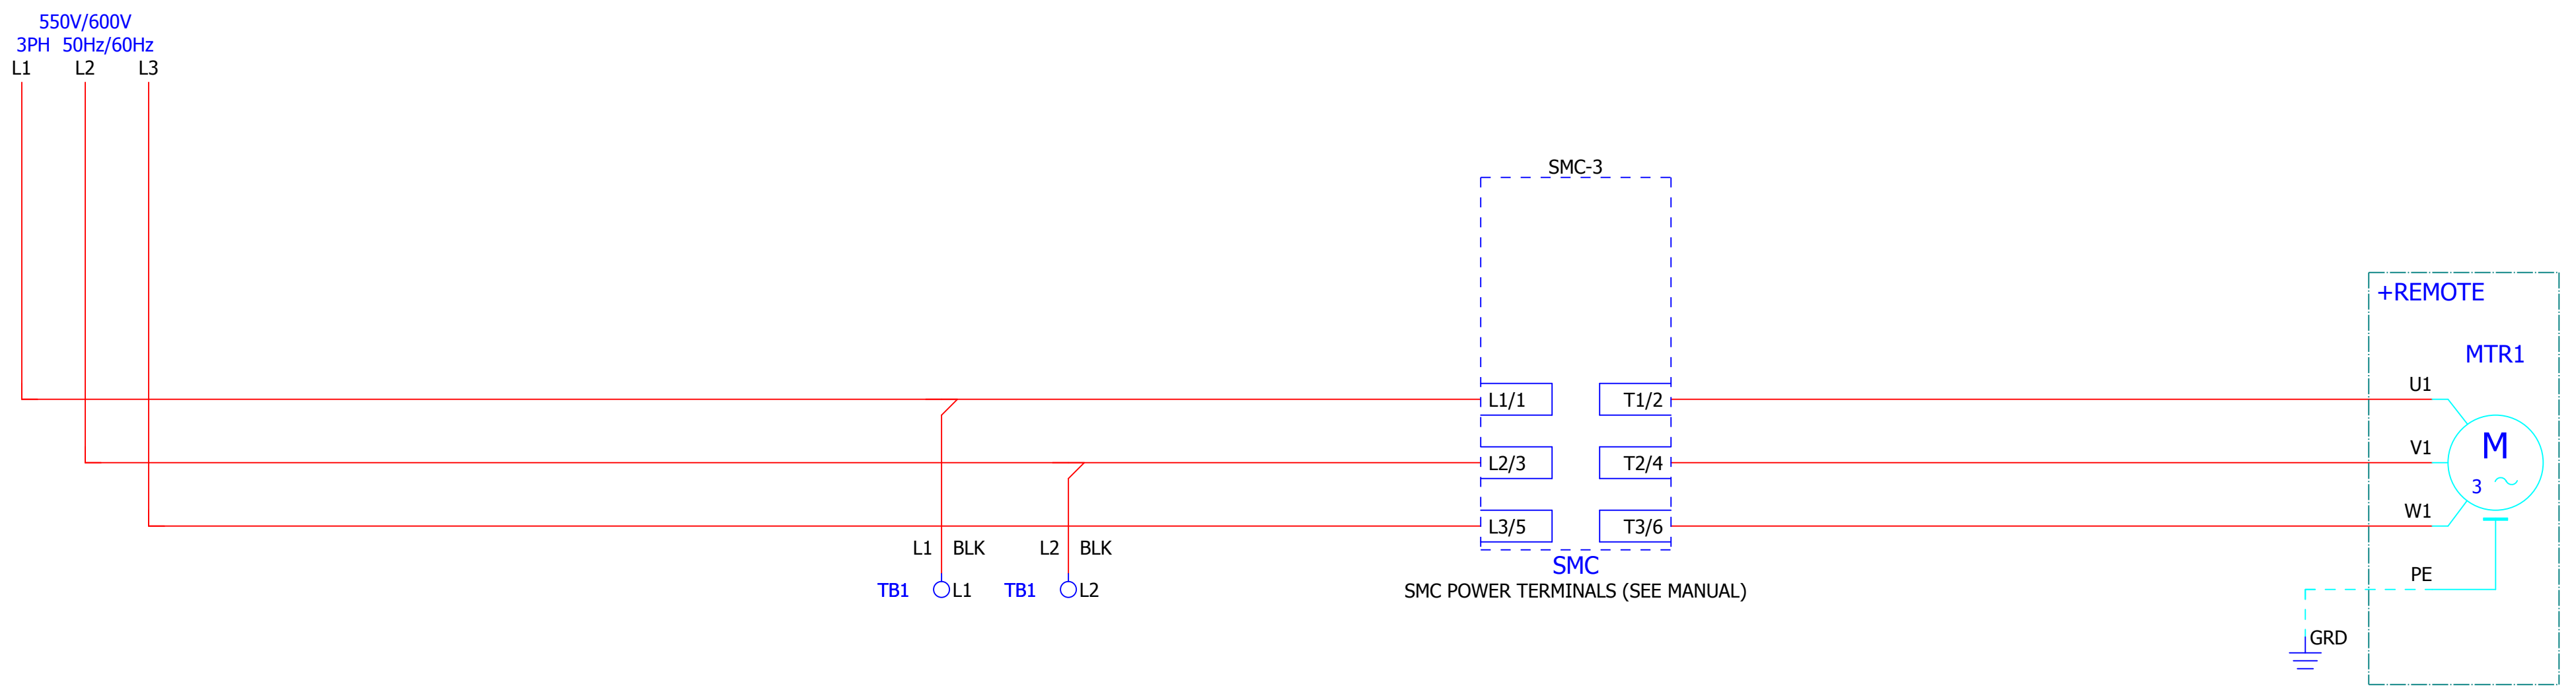 550V/600V
3PH 50Hz/60Hz
L1 L2 L3
SMC-3
+REMOTE
MTR1
U1
L1/1 T1/2
M
3
V1
L2/3 T2/4
W1
L3/5 T3/6
L1 BLK L2 BLK
SMC
PE
TB1 L1 TB1 L2
SMC POWER TERMINALS (SEE MANUAL)
GRD